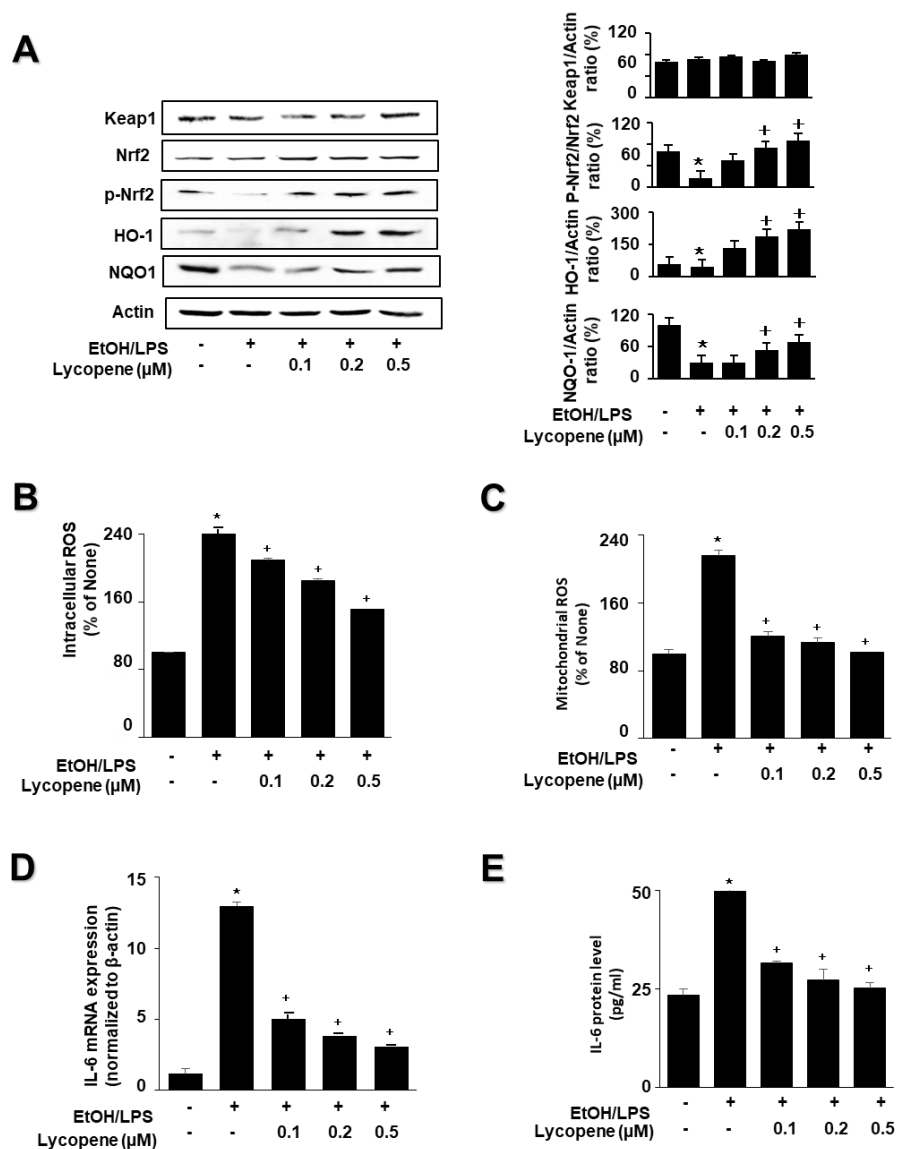 A
Keap1
Nrf2
p-Nrf2
HO-1
NQO1
Actin
EtOH/LPS - + + + +
Lycopene (µM) - - 0.1 0.2 0.5
Keap1/Actin
ratio (%)
120
60
0
P-Nrf2/Nrf2
ratio (%)
120
60
0
* + +
HO-1/Actin
ratio (%)
300
150
0
* + +
NQO-1/Actin
ratio (%)
120
60
0
* + +
EtOH/LPS - + + + +
Lycopene (µM) - - 0.1 0.2 0.5
B
Intracellular ROS
(% of None)
240
160
80
0
* + + +
EtOH/LPS - + + + +
Lycopene (µM) - - 0.1 0.2 0.5
C
Mitochondrial ROS
(% of None)
240
160
80
0
* + + +
EtOH/LPS - + + + +
Lycopene (µM) - - 0.1 0.2 0.5
D
IL-6 mRNA expression
(normalized to β-actin)
15
10
5
0
* + + +
EtOH/LPS - + + + +
Lycopene (µM) - - 0.1 0.2 0.5
E
IL-6 protein level
(pg/ml)
50
25
0
* + + +
EtOH/LPS - + + + +
Lycopene (µM) - - 0.1 0.2 0.5